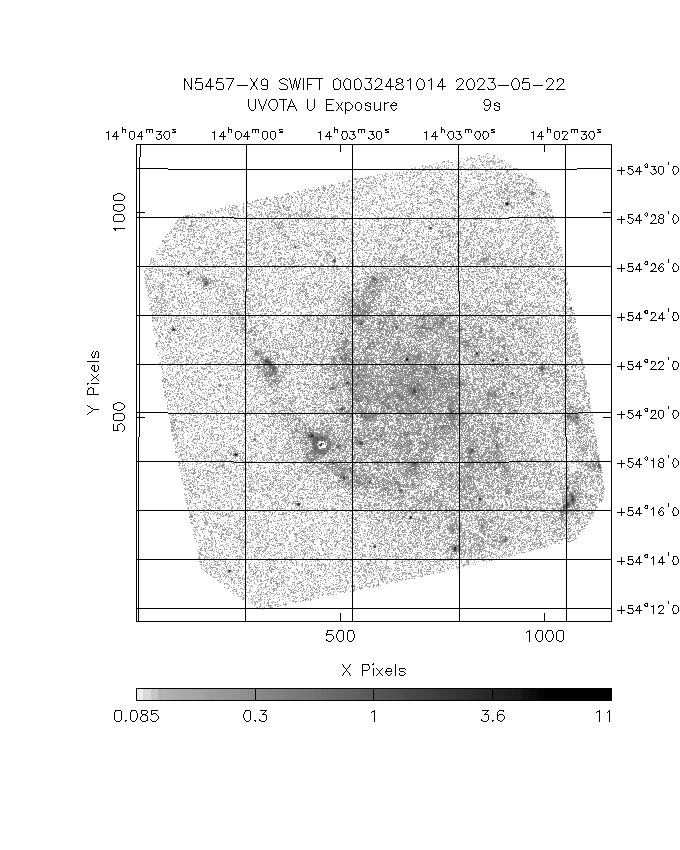 N5457-X9 SWIFT 00032481014 2023-05-22
UVOTA U Exposure 9s
14ʰ04ᵐ30ˢ 14ʰ04ᵐ00ˢ 14ʰ03ᵐ30ˢ 14ʰ03ᵐ00ˢ 14ʰ02ᵐ30ˢ
+54°30'0
+54°28'0
+54°26'0
+54°24'0
+54°22'0
+54°20'0
+54°18'0
+54°16'0
+54°14'0
+54°12'0
1000
500
Y Pixels
500 1000
X Pixels
0.085 0.3 1 3.6 11